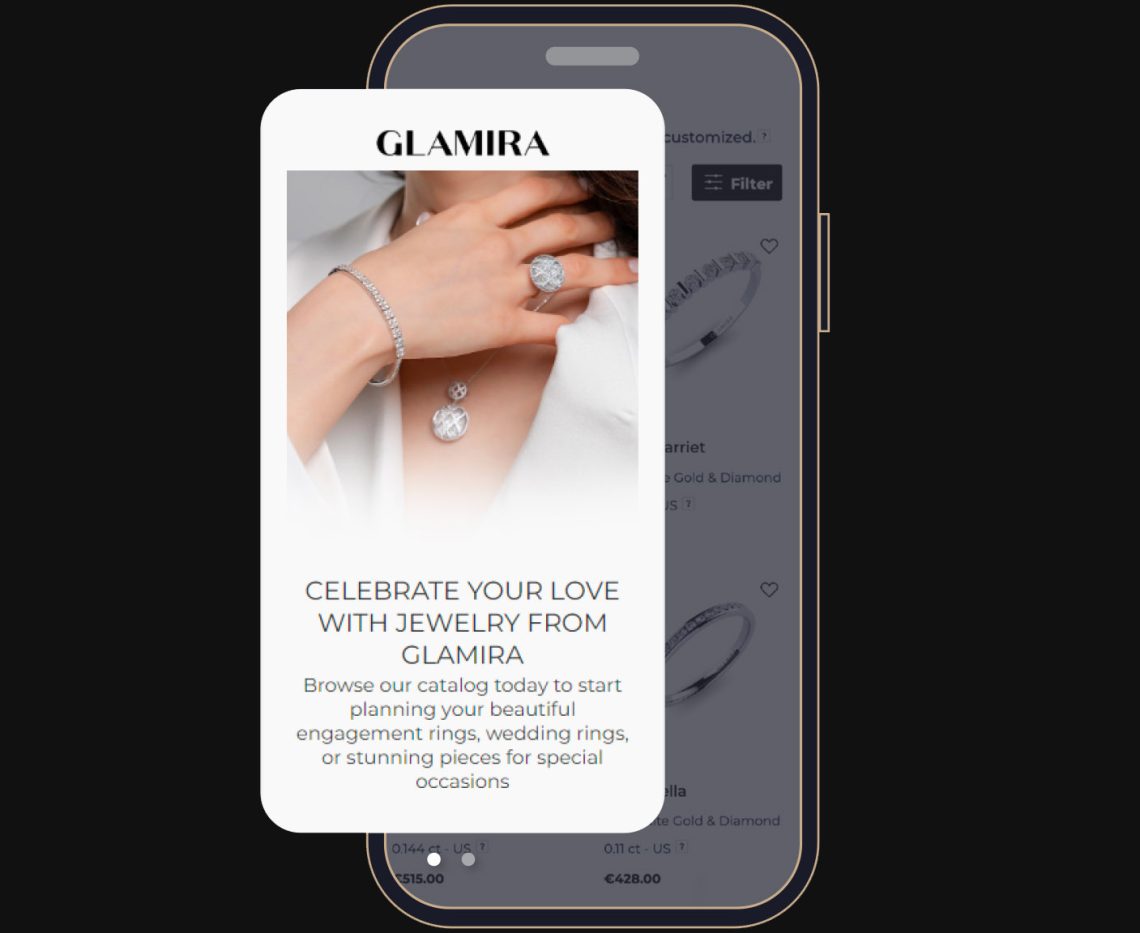 GLAMIRA
customized. ?
Filter
CELEBRATE YOUR LOVE
WITH JEWELRY FROM
GLAMIRA
Browse our catalog today to start
planning your beautiful
engagement rings, wedding rings,
or stunning pieces for special
occasions
arriet
Gold & Diamond
US ?
ella
Gold & Diamond
0.144 ct - US ?
0.11 ct - US ?
€515.00
€428.00